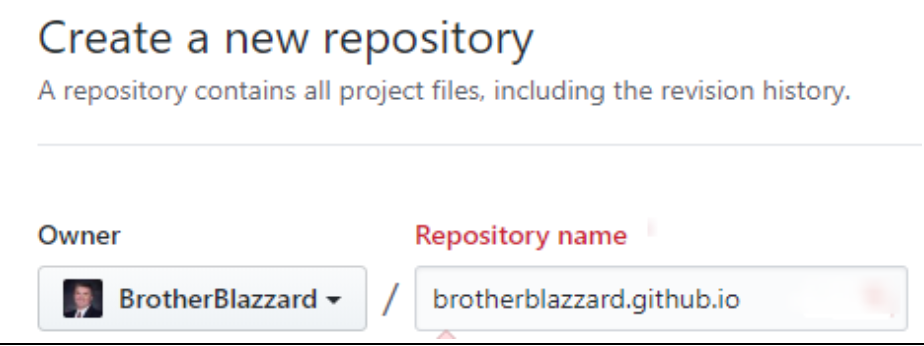 Create a new repository
A repository contains all project files, including the revision history.
Owner Repository name
BrotherBlazzard / brotherblazzard.github.io